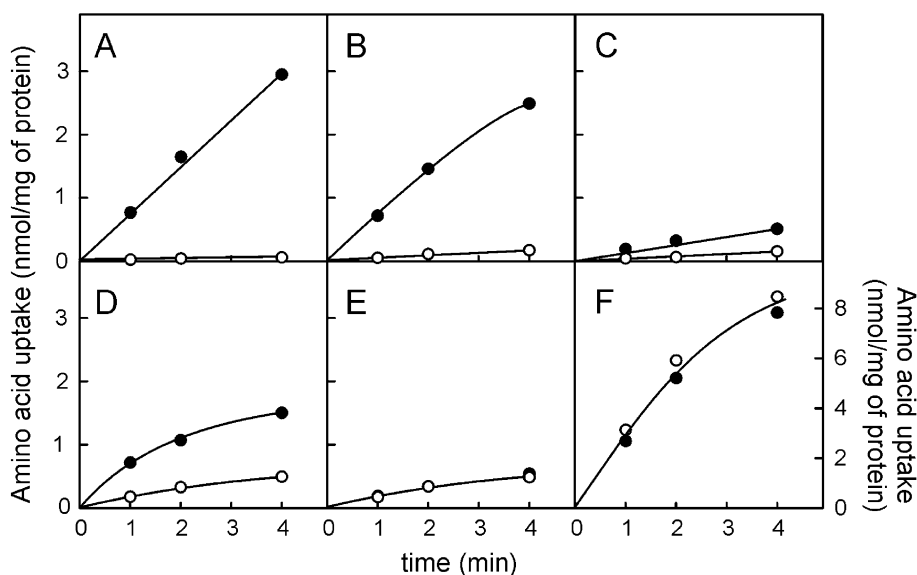 A
B
C
3
2
1
0
D
E
F
3
2
1
0
8
6
4
2
0
0 1 2 3 4
0 1 2 3 4
0 1 2 3 4
time (min)
Amino acid uptake (nmol/mg of protein)
Amino acid uptake
(nmol/mg of protein)